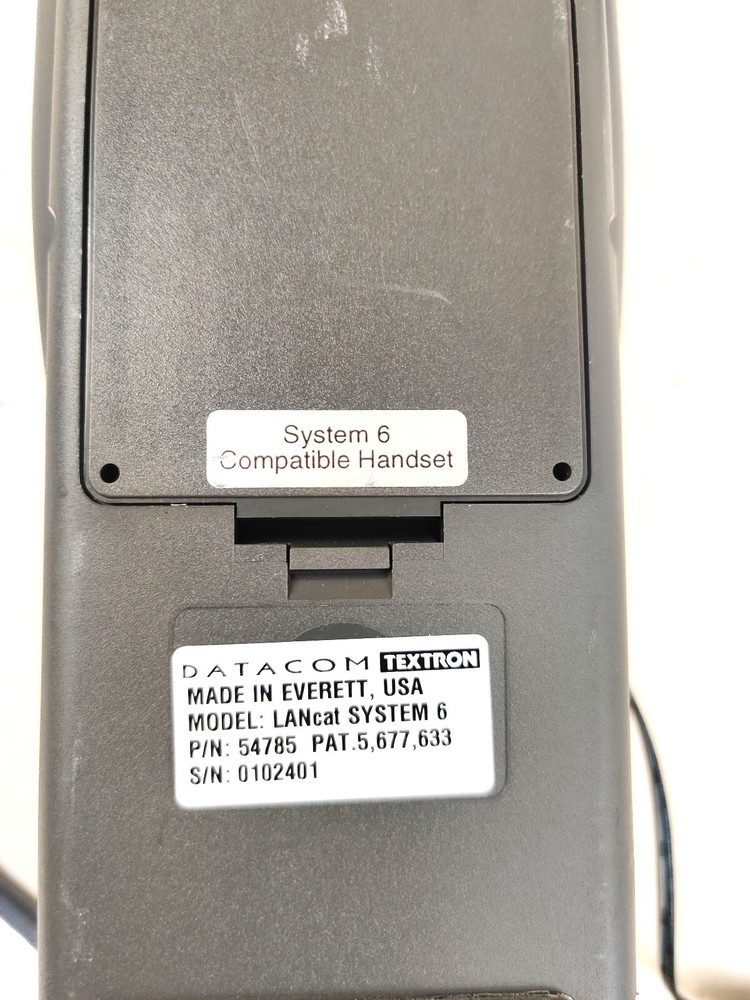 System 6
Compatible Handset
DATACOM TEXTRON
MADE IN EVERETT, USA
MODEL: LANcat SYSTEM 6
P/N: 54785 PAT.5,677,633
S/N: 0102401